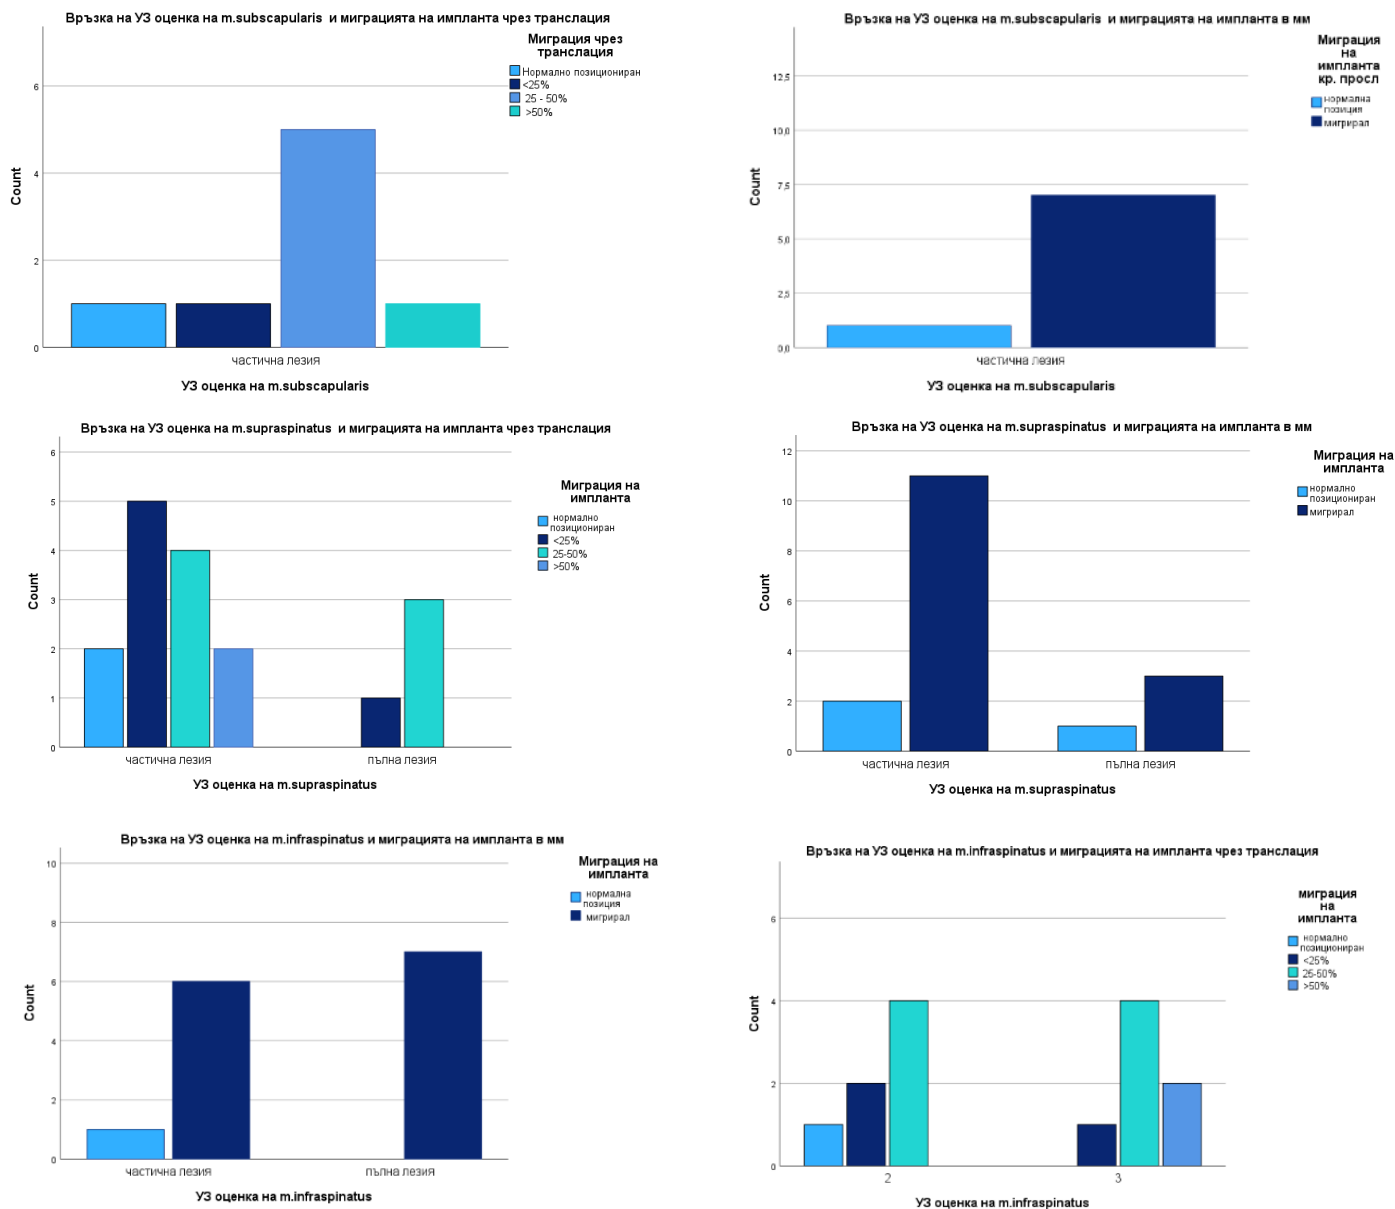 Връзка на УЗ оценка на m.subscapularis и миграцията на импланта чрез транслация
Миграция чрез
транслация
Нормално позициониран
<25%
25 - 50%
>50%
6
4
2
0
Count
частична лезия
УЗ оценка на m.subscapularis
Връзка на УЗ оценка на m.subscapularis и миграцията на импланта в мм
Миграция
на
импланта
кр. просл
нормална
позиция
мигрирал
12,5
10,0
7,5
5,0
2,5
0,0
Count
частична лезия
УЗ оценка на m.subscapularis
Връзка на УЗ оценка на m.supraspinatus и миграцията на импланта чрез транслация
Миграция на
импланта
нормално
позициониран
<25%
25-50%
>50%
6
5
4
3
2
1
0
Count
частична лезия
пълна лезия
УЗ оценка на m.supraspinatus
Връзка на УЗ оценка на m.supraspinatus и миграцията на импланта в мм
Миграция на
импланта
нормално
позициониран
мигрирал
12
10
8
6
4
2
0
Count
частична лезия
пълна лезия
УЗ оценка на m.supraspinatus
Връзка на УЗ оценка на m.infraspinatus и миграцията на импланта в мм
Миграция на
импланта
нормална
позиция
мигрирал
10
8
6
4
2
0
Count
частична лезия
пълна лезия
УЗ оценка на m.infraspinatus
Връзка на УЗ оценка на m.infraspinatus и миграцията на импланта чрез транслация
миграция
на
импланта
нормално
позициониран
<25%
25-50%
>50%
6
4
2
0
Count
2
3
УЗ оценка на m.infraspinatus